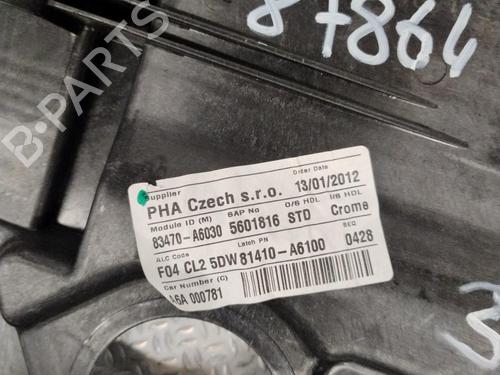 87864
B-PARTS
Supplier Order Date
PHA Czech s.r.o. 13/01/2012
Module ID (M) SAP No O/S HDL I/S HDL
83470-A6030 5601816 STD Crome
ALC Code Latch PN SEQ
F04 CL2 5DW 81410-A6100 0428
Car Number (C)
A6A 000781